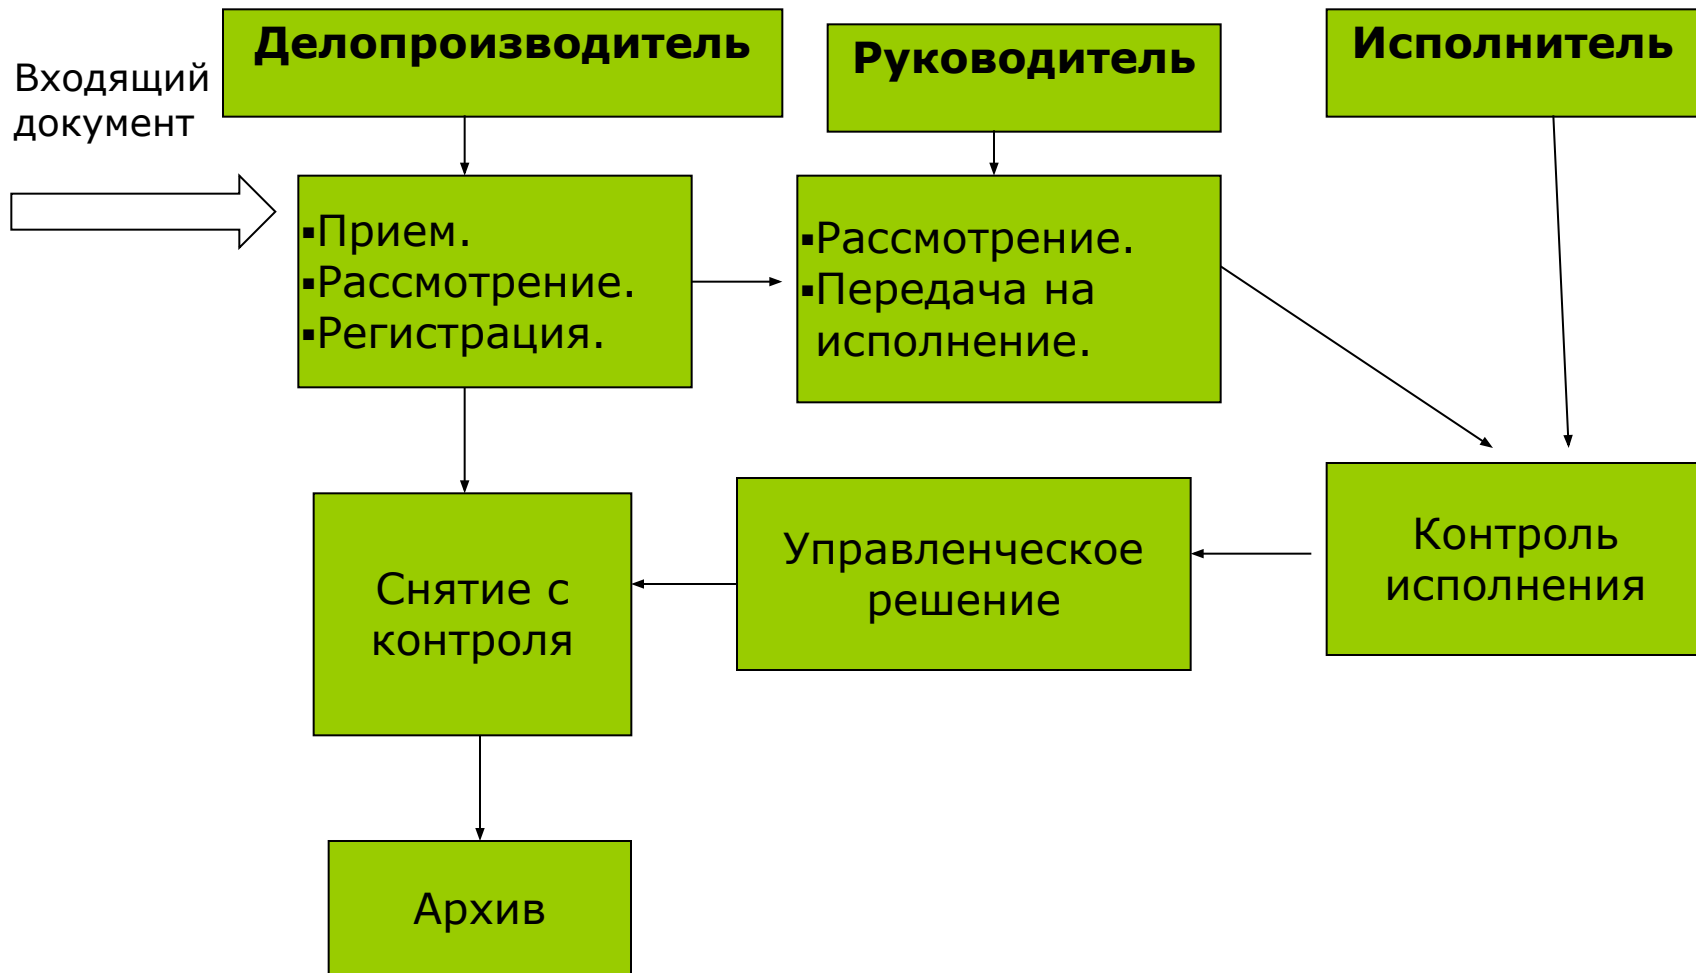 Входящий
документ
Делопроизводитель
Руководитель
Исполнитель
▪Прием.
▪Рассмотрение.
▪Регистрация.
▪Рассмотрение.
▪Передача на
исполнение.
Снятие с
контроля
Управленческое
решение
Контроль
исполнения
Архив